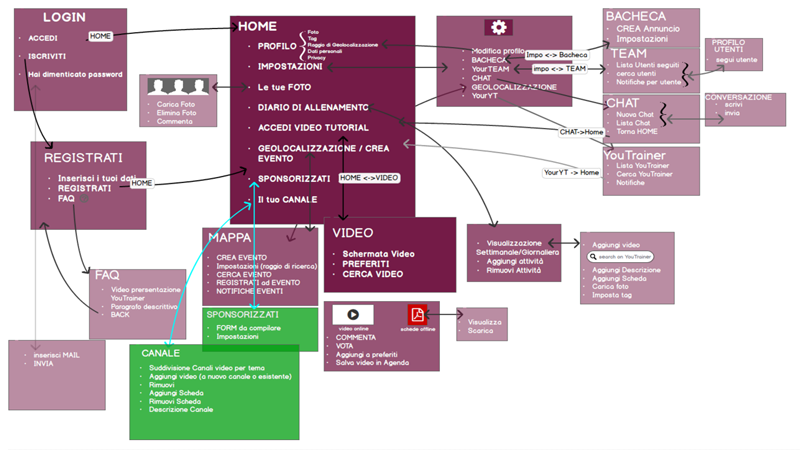 LOGIN
ACCEDI
ISCRIVITI
Hai dimenticato password
HOME
HOME
PROFILO
Foto
Tag
Raggio di Geolocalizzazione
Dati personali
Privacy
IMPOSTAZIONI
Le tue FOTO
DIARIO DI ALLENAMENTO
ACCEDI VIDEO TUTORIAL
GEOLOCALIZZAZIONE / CREA
EVENTO
SPONSORIZZATI
Il tuo CANALE
Carica Foto
Elimina Foto
Commenta
Modifica profilo
BACHECA
YourTEAM
CHAT
GEOLOCALIZZAZIONE
YourYT
Impo <-> Bacheca
impo <-> TEAM
CHAT->Home
YourYT -> Home
BACHECA
CREA Annuncio
Impostazioni
TEAM
Lista Utenti seguiti
cerca utenti
Notifiche per utente
PROFILO
UTENTI
segui utente
CHAT
Nuova Chat
Lista Chat
Torna HOME
CONVERSAZIONE
scrivi
invia
YouTrainer
Lista YouTrainer
Cerca YouTrainer
Notifiche
REGISTRATI
Inserisci i tuoi dati
REGISTRATI
FAQ
HOME
HOME <->VIDEO
FAQ
Video prersentazione
YouTrainer
Paragrafo descrittivo
BACK
inserisci MAIL
INVIA
MAPPA
CREA EVENTO
Impostazioni (raggio di ricerca)
CERCA EVENTO
REGISTRATI ad EVENTO
NOTIFICHE EVENTI
SPONSORIZZATI
FORM da compilare
Impostazioni
CANALE
Suddivisione Canali video per tema
Aggiungi video (a nuovo canale o esistente)
Rimuovi
Aggiungi Scheda
Rimuovi Scheda
Descrizione Canale
VIDEO
Schermata Video
PREFERITI
CERCA VIDEO
video online
schede offline
COMMENTA
VOTA
Aggiungi a preferiti
Salva video in Agenda
Visualizza
Scarica
Visualizzazione
Settimanale/Giornaliera
Aggiungi attività
Rimuovi Attività
Aggiungi video
search on YouTrainer
Aggiungi Descrizione
Aggiungi Scheda
Carica foto
Imposta tag